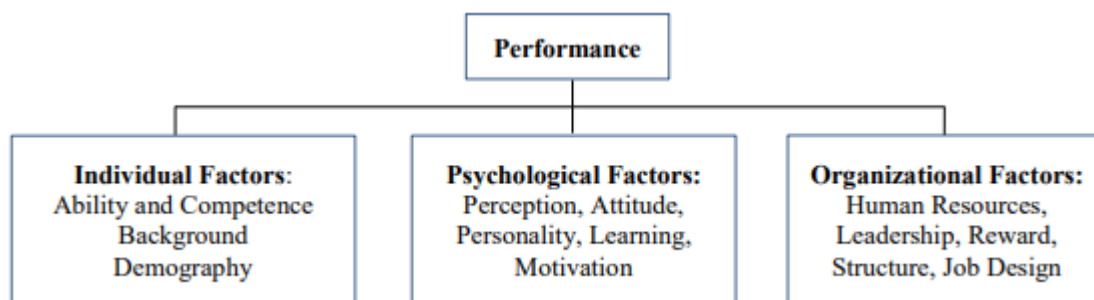 Performance
Individual Factors:
Ability and Competence
Background
Demography
Psychological Factors:
Perception, Attitude,
Personality, Learning,
Motivation
Organizational Factors:
Human Resources,
Leadership, Reward,
Structure, Job Design